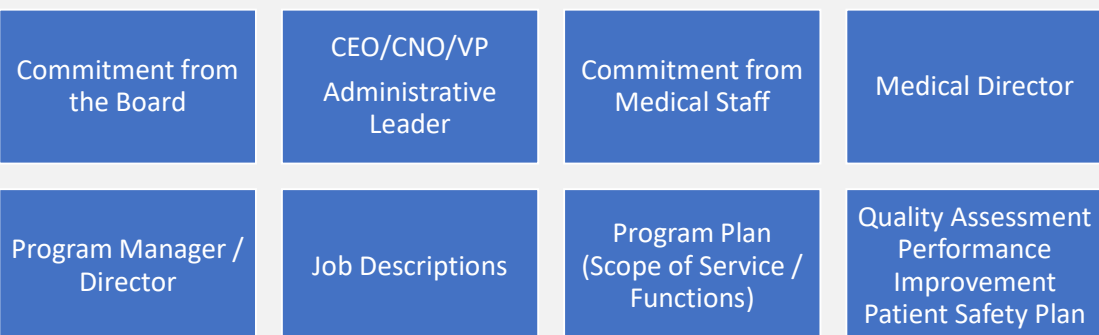 Commitment from
the Board
CEO/CNO/VP
Administrative
Leader
Commitment from
Medical Staff
Medical Director
Program Manager /
Director
Job Descriptions
Program Plan
(Scope of Service /
Functions)
Quality Assessment
Performance
Improvement
Patient Safety Plan